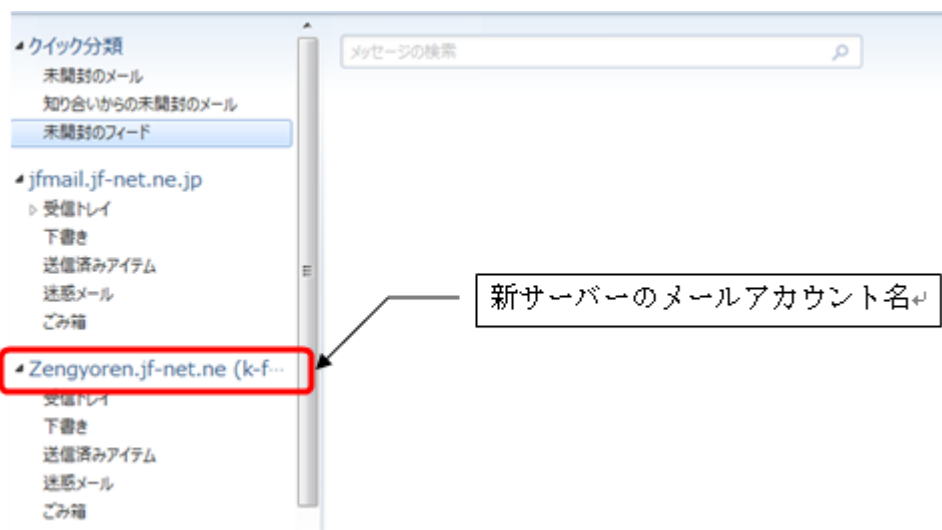 クイック分類
未開封のメール
知り合いからの未開封のメール
未開封のフィード
メッセージの検索
jfmail.jf-net.ne.jp
受信トレイ
下書き
送信済みアイテム
迷惑メール
ごみ箱
新サーバーのメールアカウント名↵
Zengyoren.jf-net.ne (k-f…
受信トレイ
下書き
送信済みアイテム
迷惑メール
ごみ箱